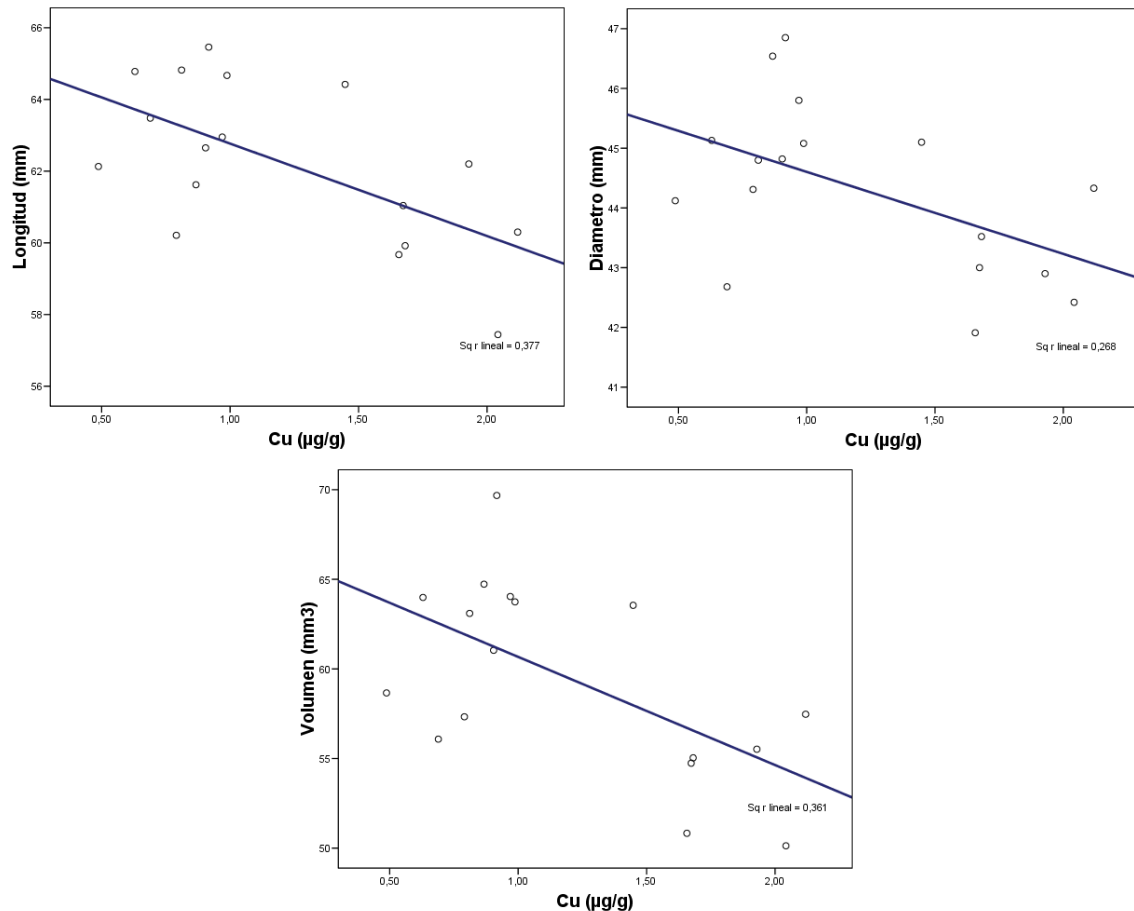 Longitud (mm)
66
64
62
60
58
56
Sq r lineal = 0,377
0,50 1,00 1,50 2,00
Cu (µg/g)
Diametro (mm)
47
46
45
44
43
42
41
Sq r lineal = 0,268
0,50 1,00 1,50 2,00
Cu (µg/g)
Volumen (mm3)
70
65
60
55
50
Sq r lineal = 0,361
0,50 1,00 1,50 2,00
Cu (µg/g)